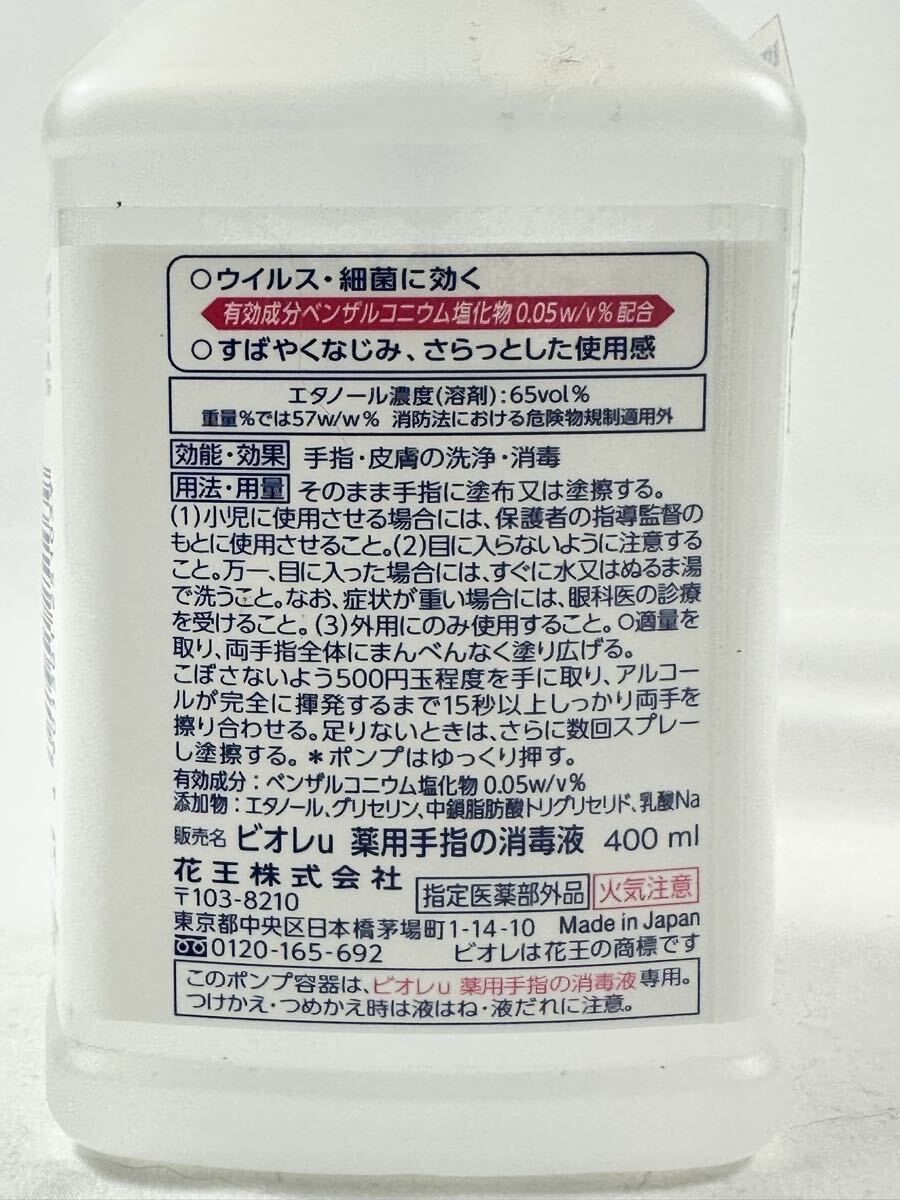 ○ウイルス・細菌に効く
有効成分ベンザルコニウム塩化物0.05w/v%配合
○すばやくなじみ、さらっとした使用感
エタノール濃度(溶剤):65vol%
重量%では57w/w% 消防法における危険物規制適用外
効能・効果 手指・皮膚の洗浄・消毒
用法・用量 そのまま手指に塗布又は塗擦する。
(1)小児に使用させる場合には、保護者の指導監督の
もとに使用させること。(2)目に入らないように注意する
こと。万一、目に入った場合には、すぐに水又はぬるま湯
で洗うこと。なお、症状が重い場合には、眼科医の診療
を受けること。(3)外用にのみ使用すること。○適量を
取り、両手指全体にまんべんなく塗り広げる。
こぼさないよう500円玉程度を手に取り、アルコー
ルが完全に揮発するまで15秒以上しっかり両手を
擦り合わせる。足りないときは、さらに数回スプレー
し塗擦する。*ポンプはゆっくり押す。
有効成分:ベンザルコニウム塩化物0.05w/v%
添加物:エタノール、グリセリン、中鎖脂肪酸トリグリセリド、乳酸Na
販売名 ビオレu 薬用手指の消毒液 400 ml
花王株式会社
指定医薬部外品 火気注意
〒103-8210
東京都中央区日本橋茅場町1-14-10 Made in Japan
0120-165-692 ビオレは花王の商標です
このポンプ容器は、ビオレu 薬用手指の消毒液専用。
つけかえ・つめかえ時は液はね・液だれに注意。